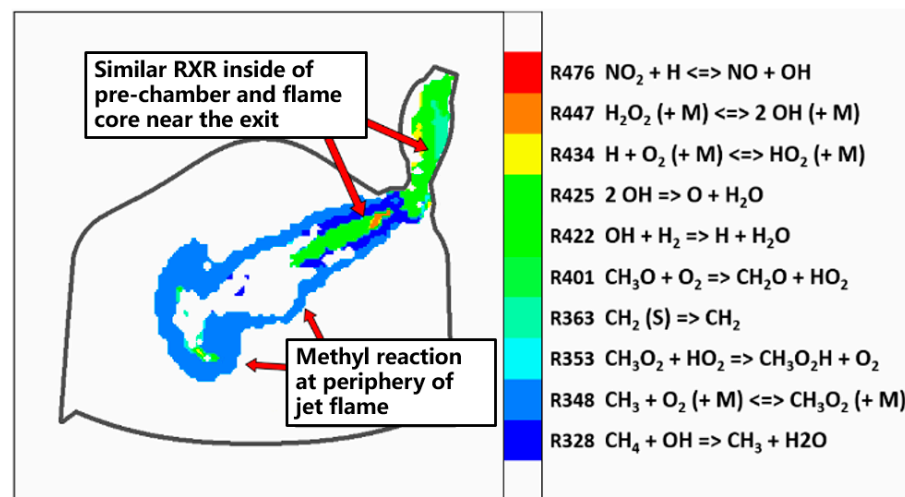 Similar RXR inside of
pre-chamber and flame
core near the exit
Methyl reaction
at periphery of
jet flame
R476 NO₂ + H <=> NO + OH
R447 H₂O₂ (+ M) <=> 2 OH (+ M)
R434 H + O₂ (+ M) <=> HO₂ (+ M)
R425 2 OH => O + H₂O
R422 OH + H₂ => H + H₂O
R401 CH₃O + O₂ => CH₂O + HO₂
R363 CH₂ (S) => CH₂
R353 CH₃O₂ + HO₂ => CH₃O₂H + O₂
R348 CH₃ + O₂ (+ M) <=> CH₃O₂ (+ M)
R328 CH₄ + OH => CH₃ + H2O